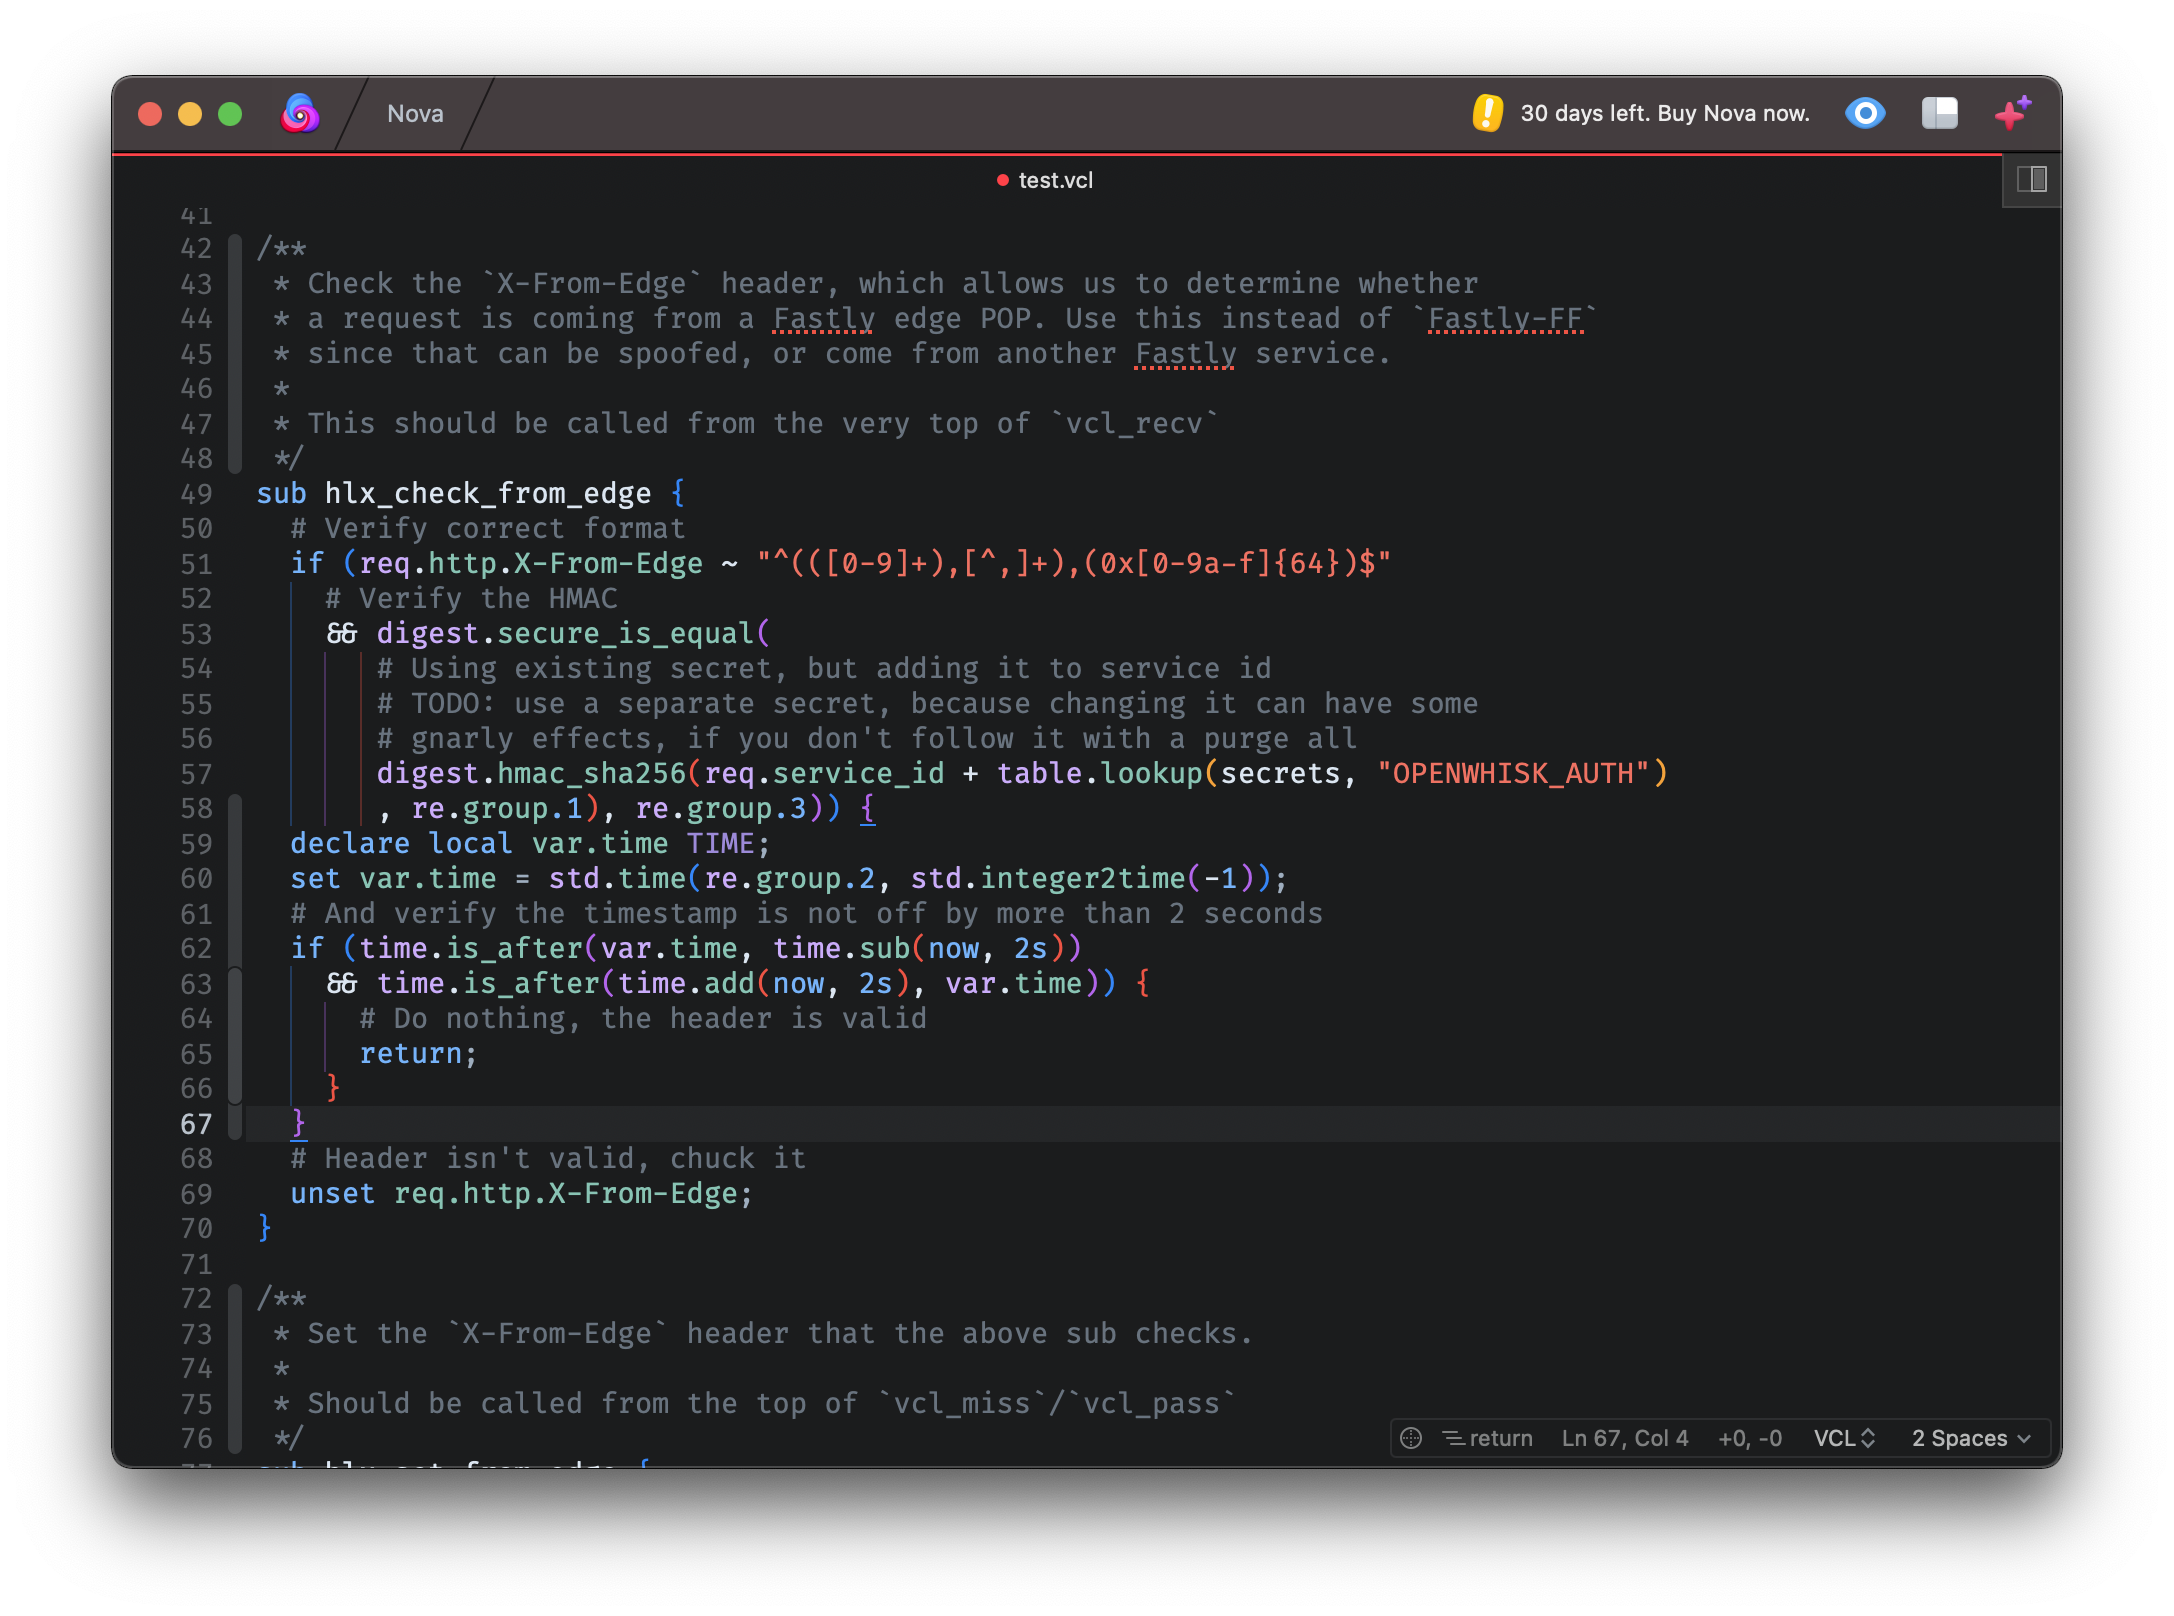 Nova
30 days left. Buy Nova now.
test.vcl
41
42 /**
43  * Check the `X-From-Edge` header, which allows us to determine whether
44  * a request is coming from a Fastly edge POP. Use this instead of `Fastly-FF`
45  * since that can be spoofed, or come from another Fastly service.
46  *
47  * This should be called from the very top of `vcl_recv`
48  */
49 sub hlx_check_from_edge {
50   # Verify correct format
51   if (req.http.X-From-Edge ~ "^(([0-9]+),[^,]+),(0x[0-9a-f]{64})$"
52     # Verify the HMAC
53     && digest.secure_is_equal(
54        # Using existing secret, but adding it to service id
55        # TODO: use a separate secret, because changing it can have some
56        # gnarly effects, if you don't follow it with a purge all
57        digest.hmac_sha256(req.service_id + table.lookup(secrets, "OPENWHISK_AUTH")
58        , re.group.1), re.group.3)) {
59   declare local var.time TIME;
60   set var.time = std.time(re.group.2, std.integer2time(-1));
61   # And verify the timestamp is not off by more than 2 seconds
62   if (time.is_after(var.time, time.sub(now, 2s))
63     && time.is_after(time.add(now, 2s), var.time)) {
64       # Do nothing, the header is valid
65       return;
66     }
67   }
68   # Header isn't valid, chuck it
69   unset req.http.X-From-Edge;
70 }
71
72 /**
73  * Set the `X-From-Edge` header that the above sub checks.
74  *
75  * Should be called from the top of `vcl_miss`/`vcl_pass`
76  */
return Ln 67, Col 4 +0, -0 VCL 2 Spaces